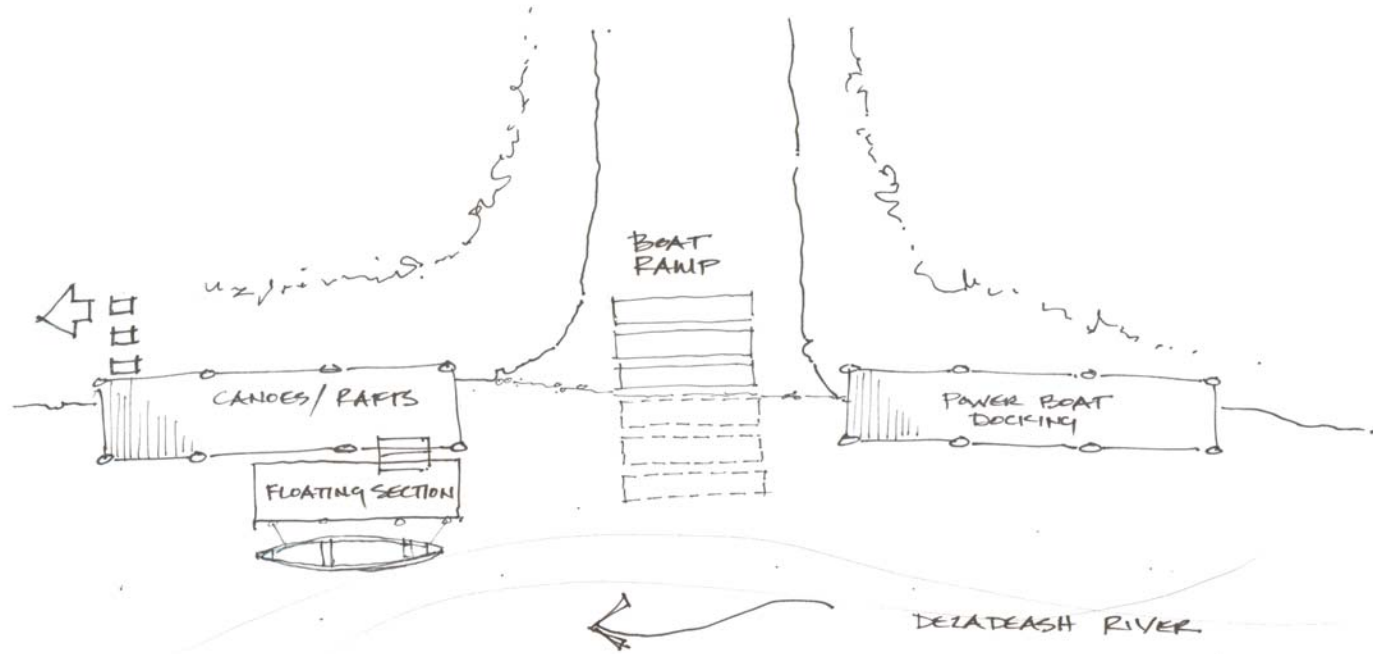 BOAT
RAMP
CANOES/ RAFTS
POWER BOAT
DOCKING
FLOATING SECTION
DEZADEASH RIVER